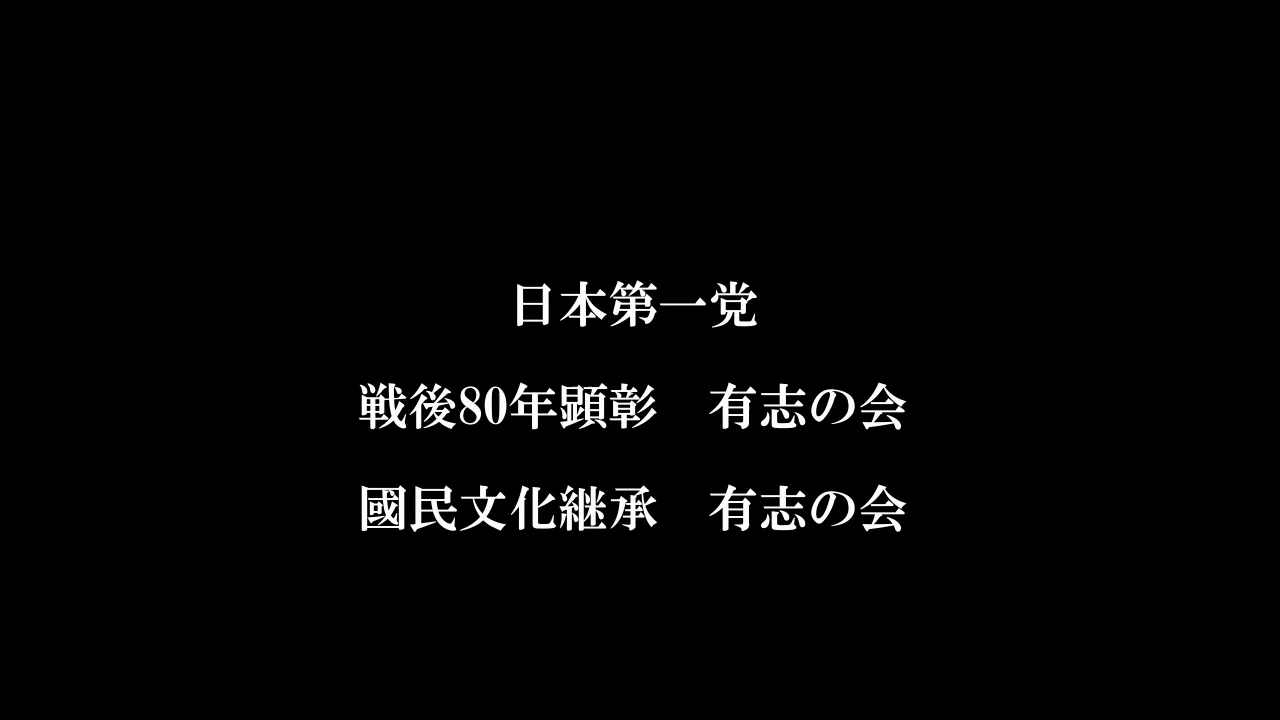 日本第一党
戦後80年顕彰　有志の会
國民文化継承　有志の会